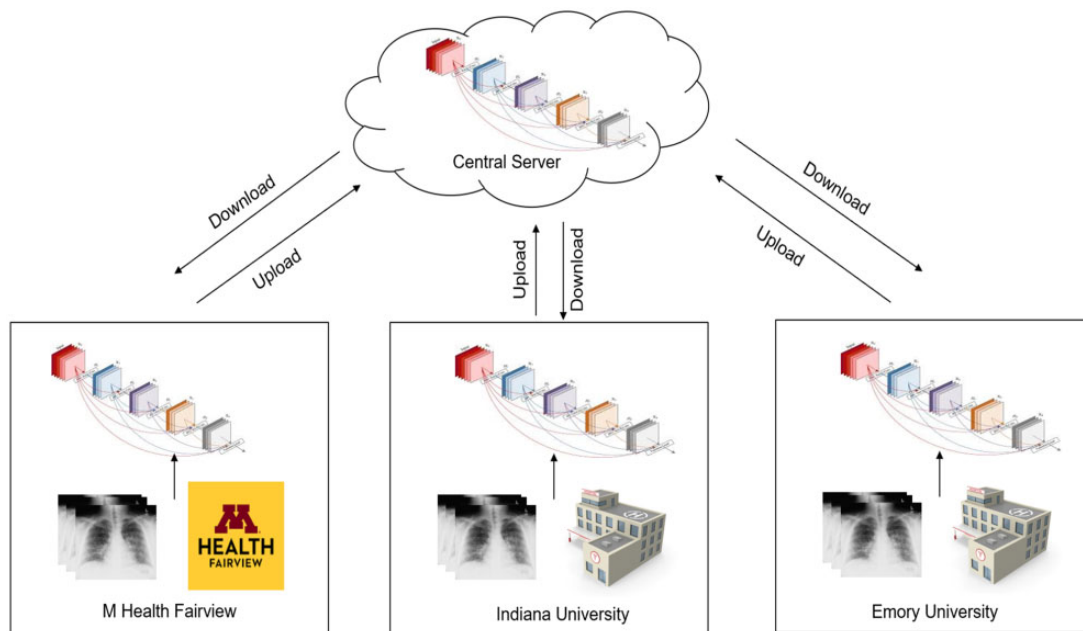 Central Server
Download
Upload
Upload
Download
Download
Upload
M
HEALTH
FAIRVIEW
M Health Fairview
Indiana University
Emory University